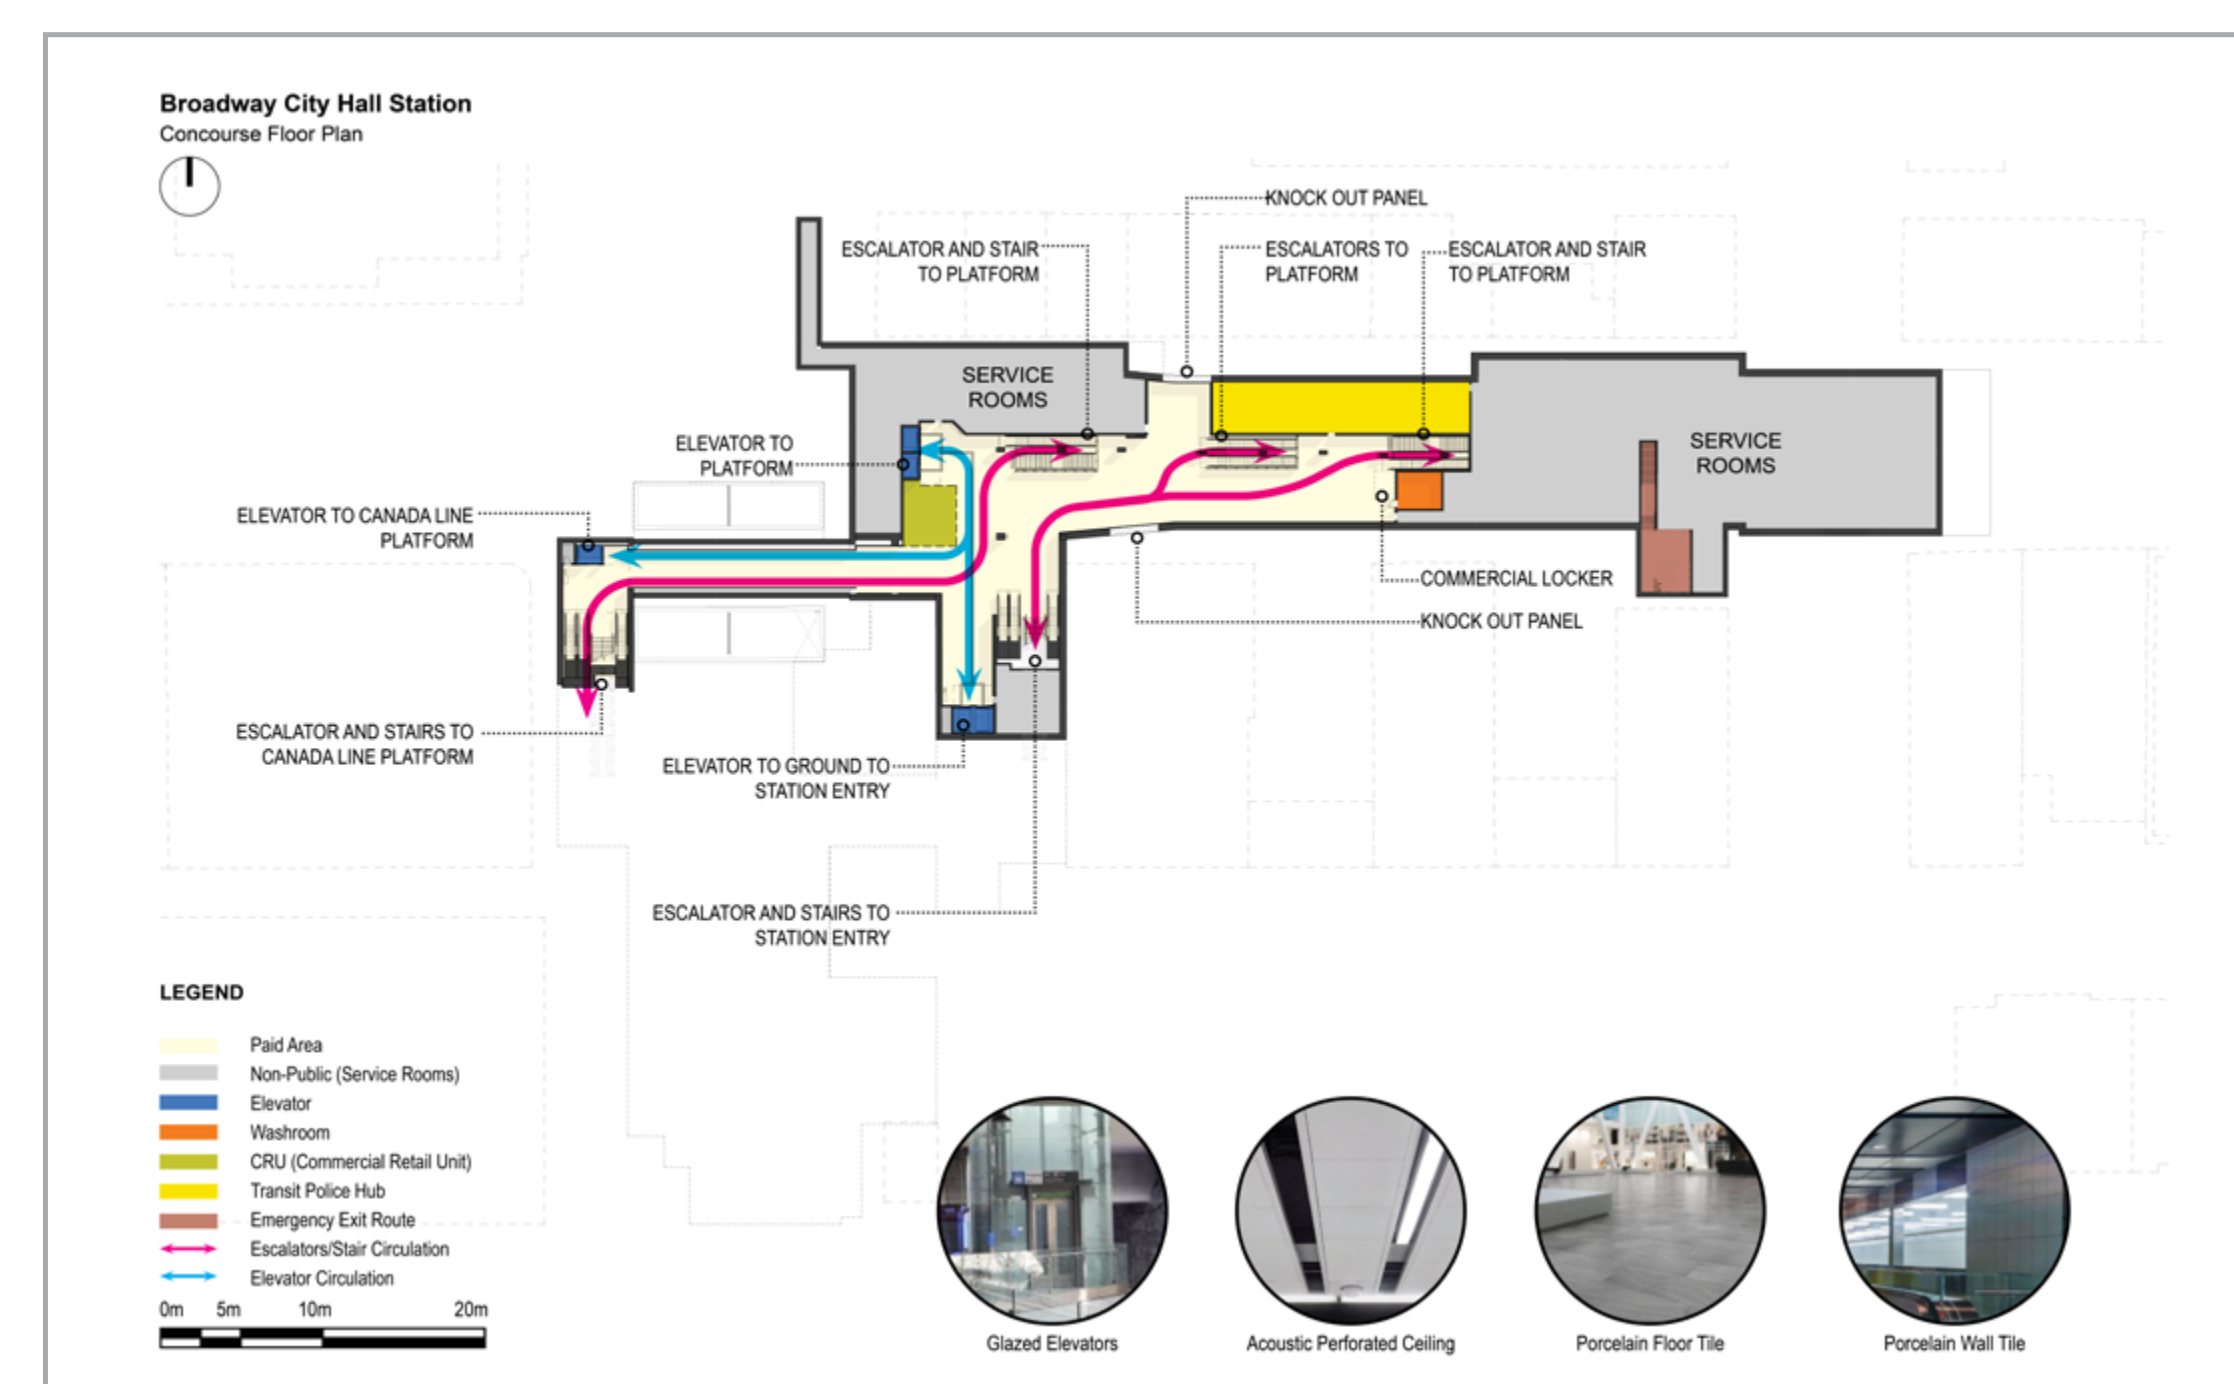 Broadway City Hall Station
Concourse Floor Plan
KNOCK OUT PANEL
ESCALATOR AND STAIR
TO PLATFORM
ESCALATORS TO
PLATFORM
ESCALATOR AND STAIR
TO PLATFORM
SERVICE
ROOMS
SERVICE
ROOMS
ELEVATOR TO
PLATFORM
ELEVATOR TO CANADA LINE
PLATFORM
COMMERCIAL LOCKER
KNOCK OUT PANEL
ESCALATOR AND STAIRS TO
CANADA LINE PLATFORM
ELEVATOR TO GROUND TO
STATION ENTRY
ESCALATOR AND STAIRS TO
STATION ENTRY
LEGEND
Paid Area
Non-Public (Service Rooms)
Elevator
Washroom
CRU (Commercial Retail Unit)
Transit Police Hub
Emergency Exit Route
Escalators/Stair Circulation
Elevator Circulation
0m 5m 10m 20m
Glazed Elevators
Acoustic Perforated Ceiling
Porcelain Floor Tile
Porcelain Wall Tile